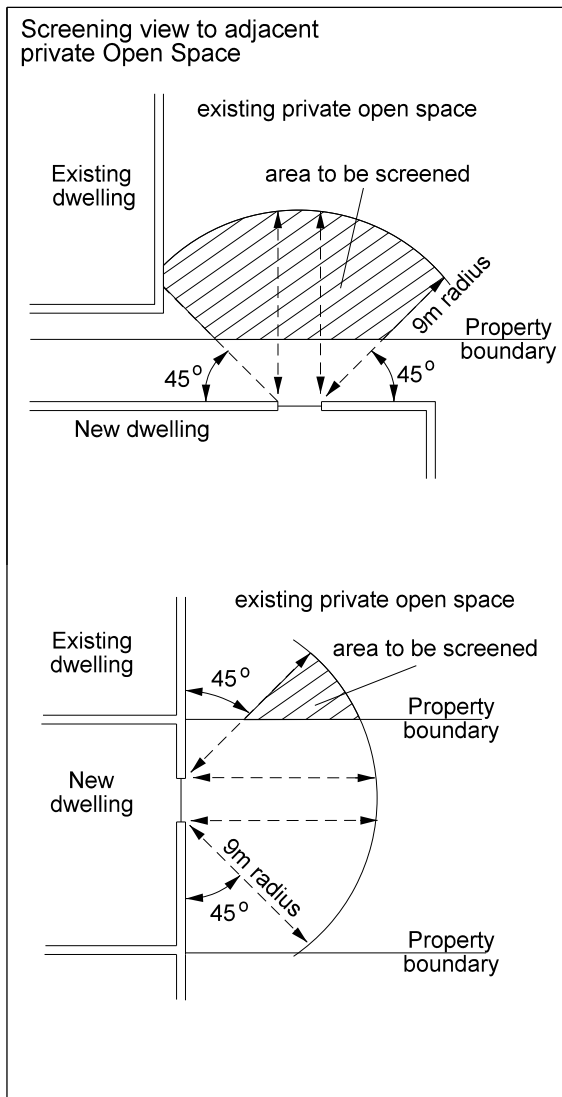 Screening view to adjacent
private Open Space
existing private open space
Existing
dwelling
area to be screened
9m radius
Property
boundary
45°
45°
New dwelling
existing private open space
Existing
dwelling
area to be screened
45°
Property
boundary
New
dwelling
9m radius
45°
Property
boundary